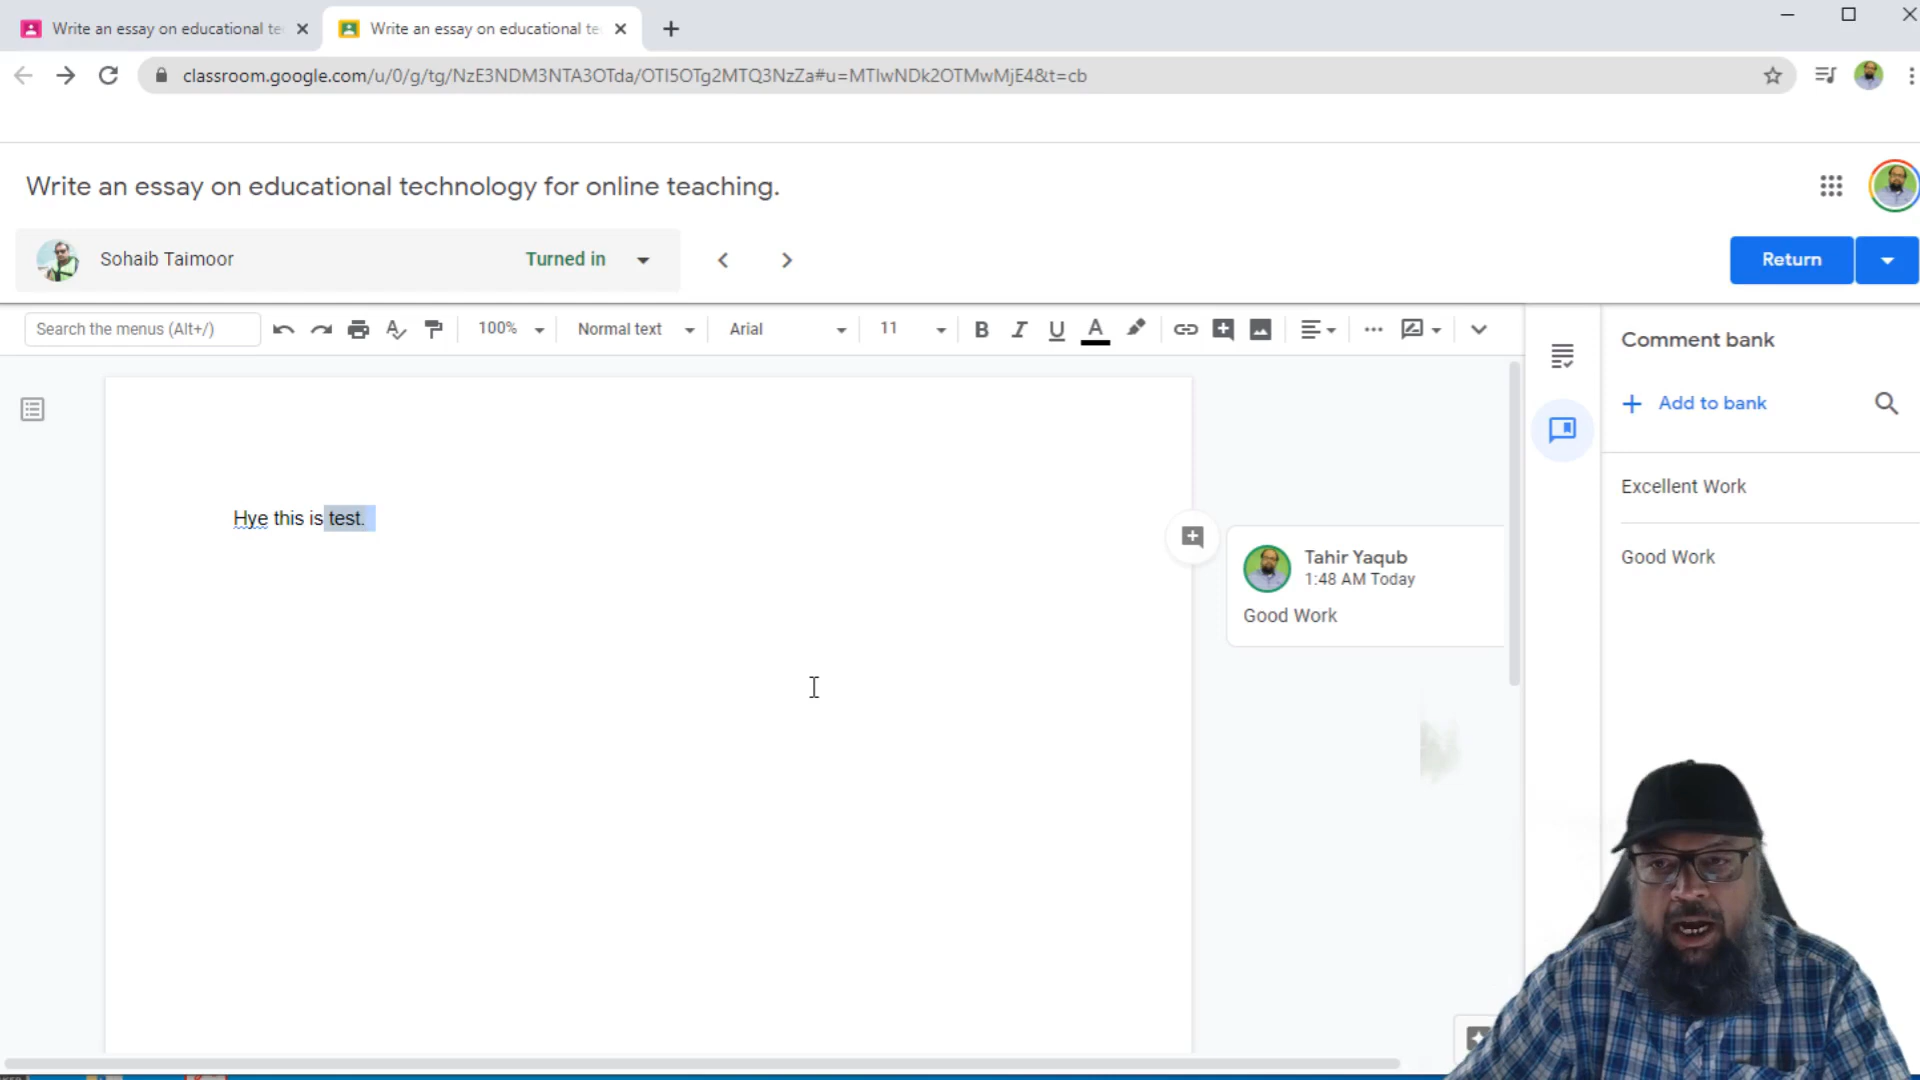 Write an essay on educational te
Write an essay on educational te
classroom.google.com/u/0/g/tg/NzE3NDM3NTA3OTda/OTI5OTg2MTQ3NzZa#u=MTIwNDk2OTMwMjE4&t=cb
Write an essay on educational technology for online teaching.
Sohaib Taimoor
Turned in
Return
Search the menus (Alt+/)
100%
Normal text
Arial
11
B
I
U
A
Comment bank
Add to bank
Excellent Work
Good Work
Hye this is test.
Tahir Yaqub
1:48 AM Today
Good Work